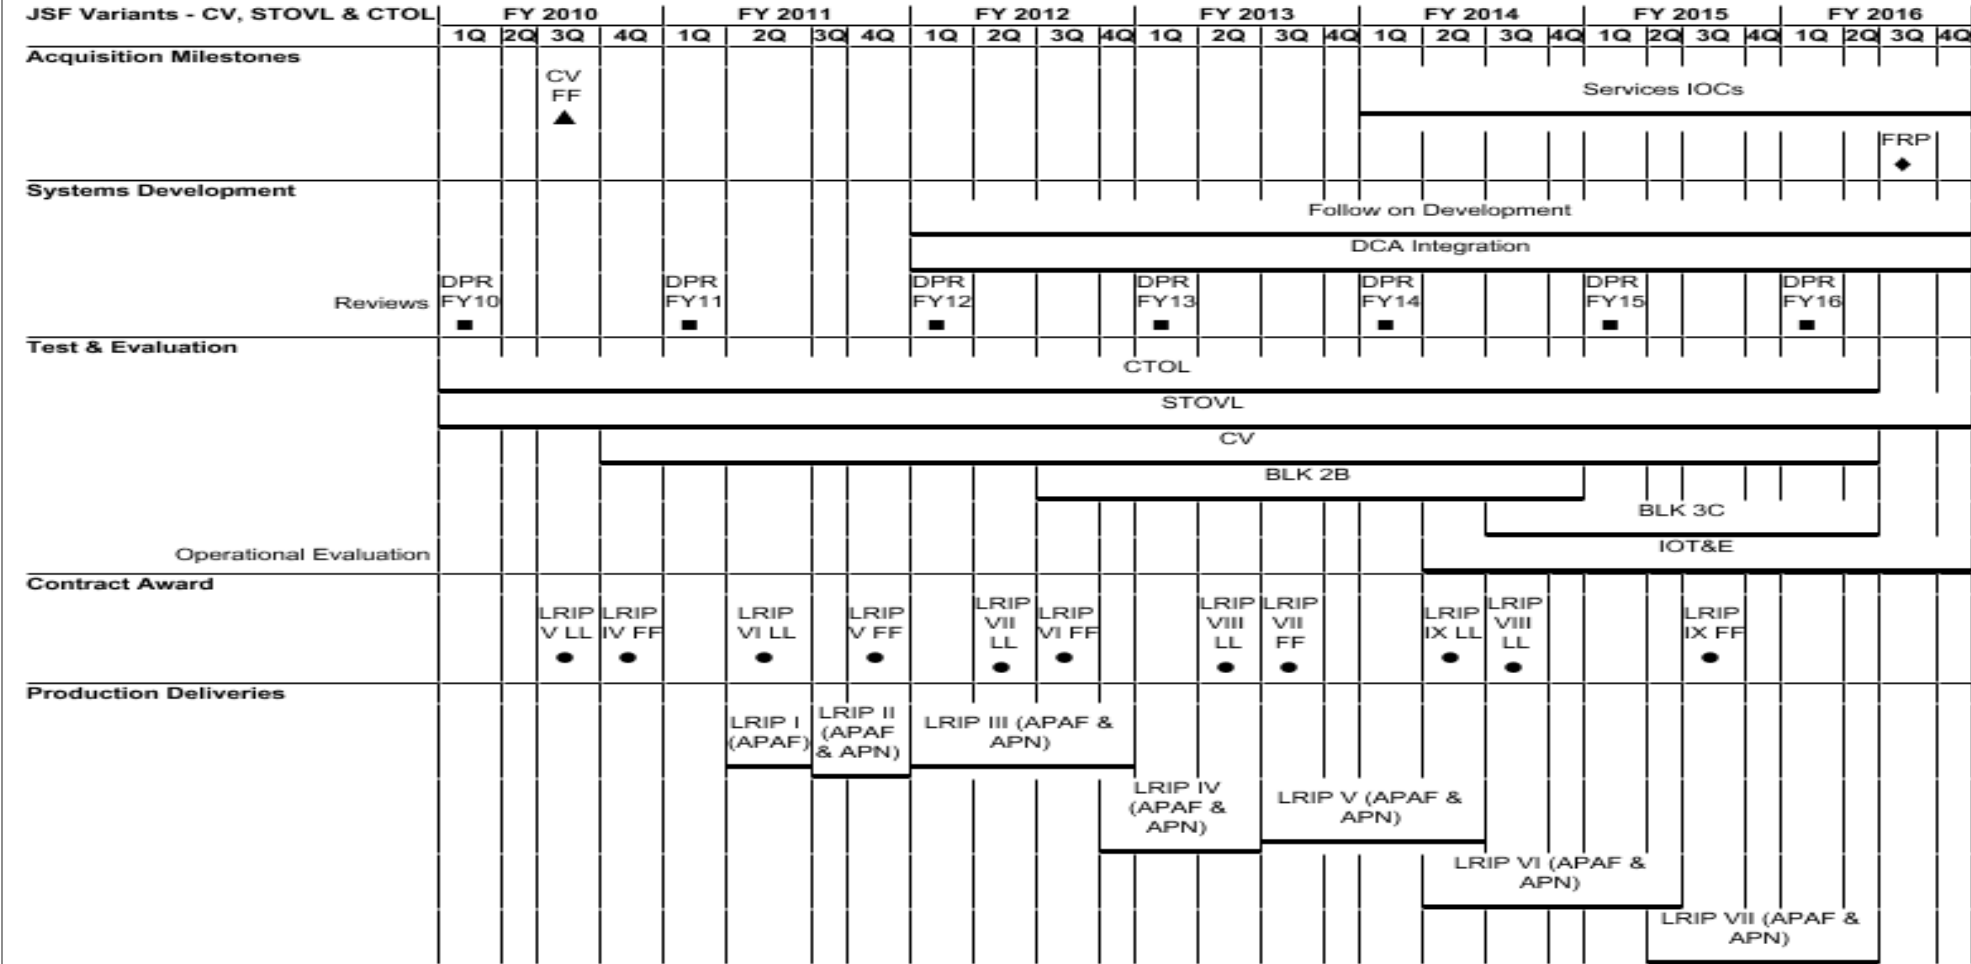 JSF Variants - CV, STOVL & CTOL FY 2010 FY 2011 FY 2012 FY 2013 FY 2014 FY 2015 FY 2016
1Q 2Q 3Q 4Q 1Q 2Q 3Q 4Q 1Q 2Q 3Q 4Q 1Q 2Q 3Q 4Q 1Q 2Q 3Q 4Q 1Q 2Q 3Q 4Q 1Q 2Q 3Q 4Q
Acquisition Milestones
CV
FF
Services IOCs
FRP
Systems Development
Follow on Development
DCA Integration
Reviews
DPR
FY10
DPR
FY11
DPR
FY12
DPR
FY13
DPR
FY14
DPR
FY15
DPR
FY16
Test & Evaluation
CTOL
STOVL
CV
BLK 2B
BLK 3C
Operational Evaluation
IOT&E
Contract Award
LRIP
V LL
LRIP
IV FF
LRIP
VI LL
LRIP
V FF
LRIP
VII
LL
LRIP
VI FF
LRIP
VIII
LL
LRIP
VII
FF
LRIP
IX LL
LRIP
VIII
LL
LRIP
IX FF
Production Deliveries
LRIP I
(APAF)
LRIP II
(APAF
& APN)
LRIP III (APAF &
APN)
LRIP IV
(APAF &
APN)
LRIP V (APAF &
APN)
LRIP VI (APAF &
APN)
LRIP VII (APAF &
APN)